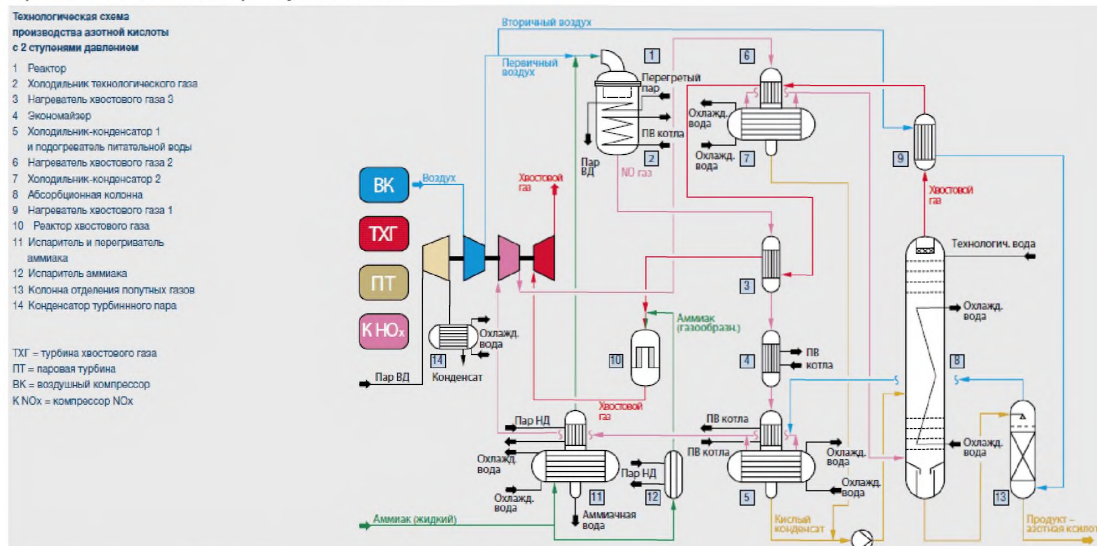 Технологическая схема
производства азотной кислоты
с 2 ступенями давлением
1 Реактор
2 Холодильник технологического газа
3 Нагреватель хвостового газа 3
4 Экономайзер
5 Холодильник-конденсатор 1
и подогреватель питательной воды
6 Нагреватель хвостового газа 2
7 Холодильник-конденсатор 2
8 Абсорбционная колонна
9 Нагреватель хвостового газа 1
10 Реактор хвостового газа
11 Испаритель и перегриватель
аммиака
12 Испаритель аммиака
13 Колонна отделения попутных газов
14 Конденсатор турбиннного пара
ТХГ = турбина хвостового газа
ПТ = паровая турбина
ВК = воздушный компрессор
К NOx = компрессор NOx
ВК
ТХГ
ПТ
К НОx
Вторичный воздух
Первичный
воздух
Воздух
Хвостовой
газ
1
Перегретый
пар
ПВ котла
Пар
ВД
2
NO газ
6
Охлажд.
вода
Охлажд.
вода
7
9
Хвостовой
газ
Технологич. вода
Охлажд.
вода
8
Охлажд.
вода
3
4
ПВ
котла
Аммиак
(газообразн.)
10
Хвостовой
газ
Охлажд.
вода
14
Конденсат
Пар ВД
Пар НД
Охлажд.
вода
Охлажд.
вода
11
Аммиачная
вода
Пар НД
12
ПВ котла
ПВ котла
Охлажд.
вода
Охлажд.
вода
5
Кислый
конденсат
13
Аммиак (жидкий)
Продукт –
азотная ксилот